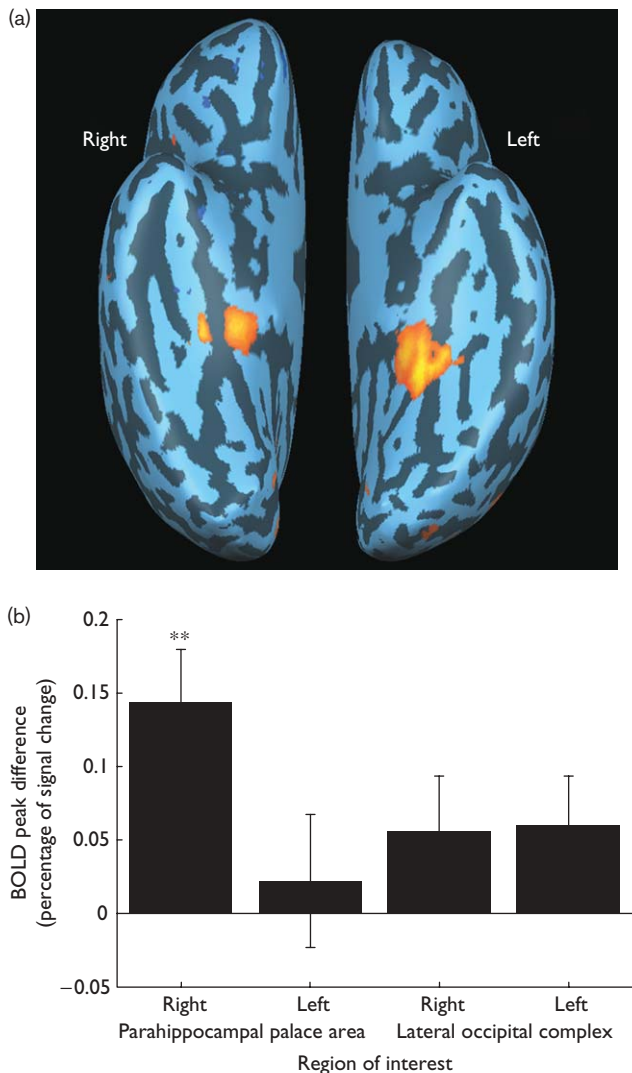 (a)
Right
Left
(b)
0.2
0.15
0.1
0.05
0
−0.05
BOLD peak difference
(percentage of signal change)
**
Right Left Right Left
Parahippocampal palace area Lateral occipital complex
Region of interest